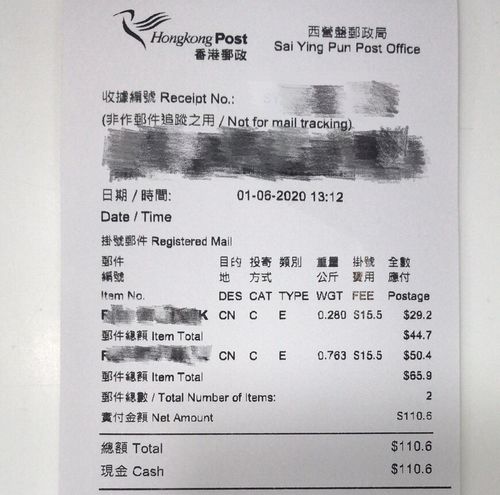 Hongkong Post
香港郵政
西營盤郵政局
Sai Ying Pun Post Office
收據編號 Receipt No.:
(非作郵件追蹤之用 / Not for mail tracking)
日期 / 時間: 01-06-2020 13:12
Date / Time
掛號郵件 Registered Mail
郵件 目的 投寄 類別 重量 掛號 全數
編號 地 方式 公斤 費用 應付
Item No. DES CAT TYPE WGT FEE Postage
R K CN C E 0.280 $15.5 $29.2
郵件總額 Item Total $44.7
CN C E 0.763 $15.5 $50.4
郵件總額 Item Total $65.9
郵件總數 / Total Number of Items: 2
實付金額 Net Amount $110.6
總額 Total $110.6
現金 Cash $110.6